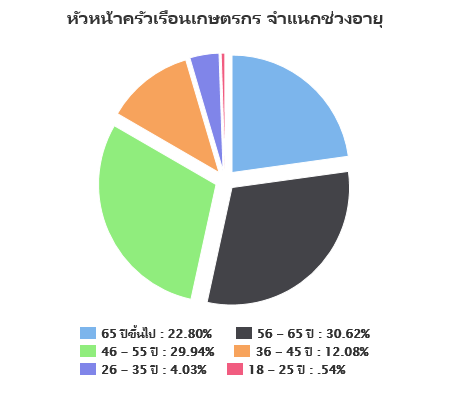 หัวหน้าครัวเรือนเกษตรกร จำแนกช่วงอายุ
65 ปีขึ้นไป : 22.80% 56 – 65 ปี : 30.62%
46 – 55 ปี : 29.94% 36 – 45 ปี : 12.08%
26 – 35 ปี : 4.03% 18 – 25 ปี : .54%